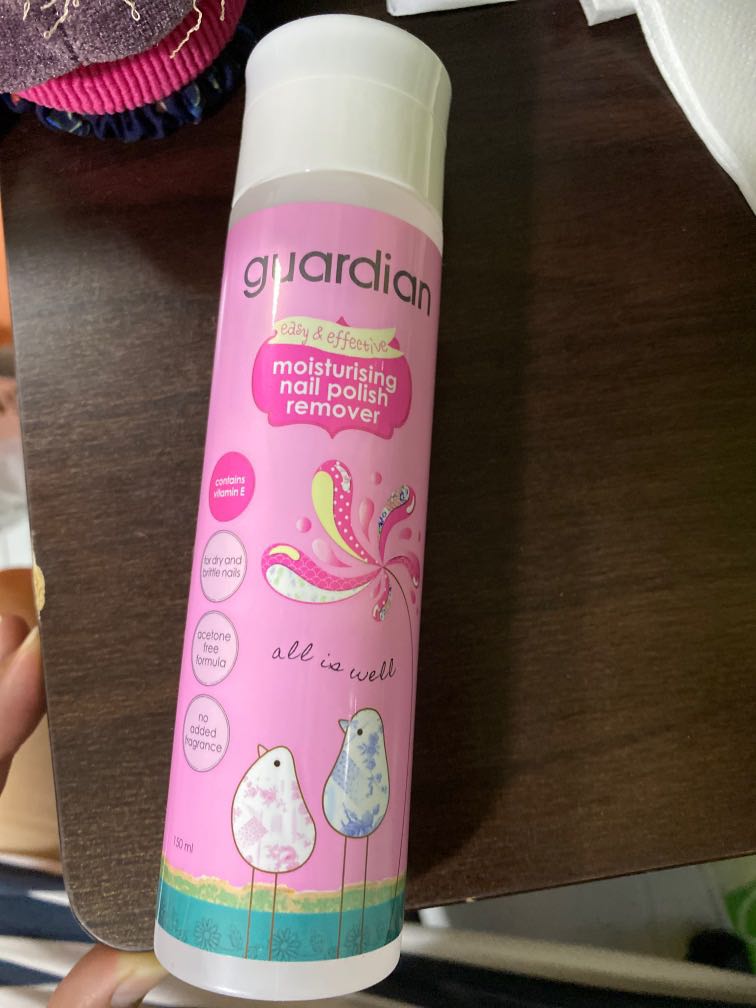 guardian
easy & effective
moisturising
nail polish
remover
contains
vitamin E
for dry and
brittle nails
acetone
free
formula
all is well
no
added
fragrance
150 ml